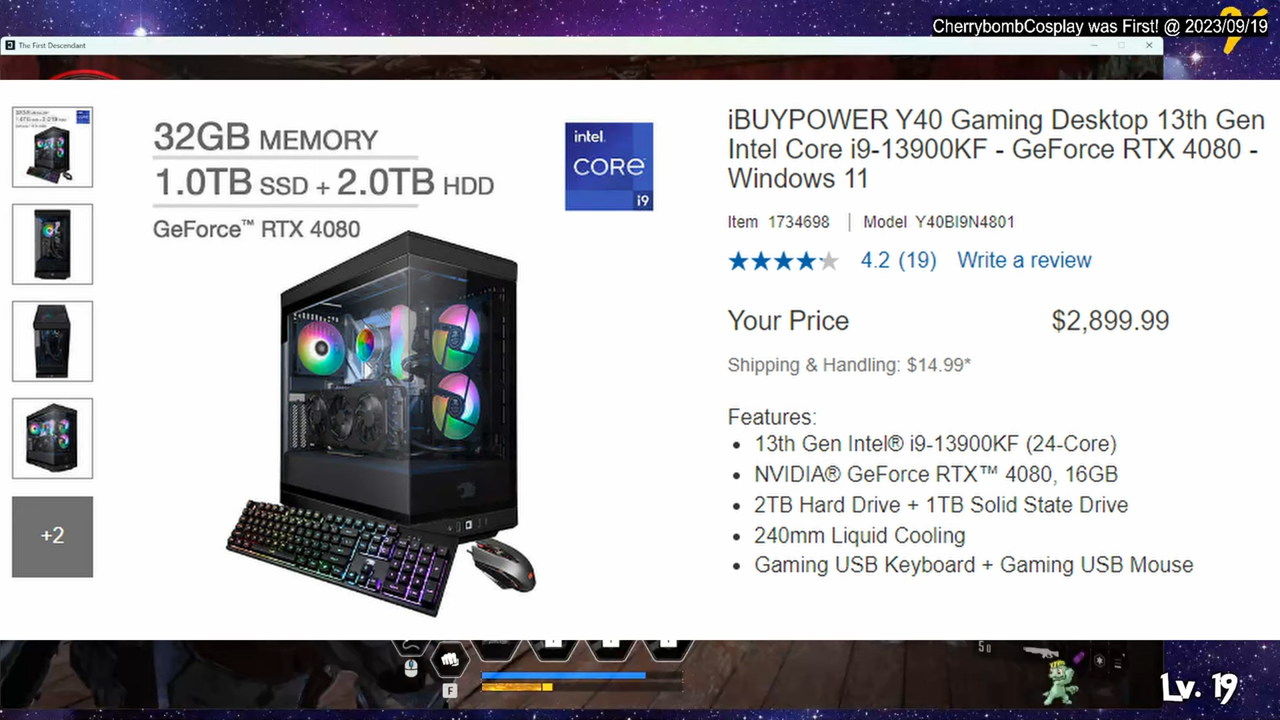 CherrybombCosplay was First! @ 2023/09/19
The First Descendant
32GB MEMORY
1.0TB SSD + 2.0TB HDD
GeForce™ RTX 4080
intel.
CORE
i9
iBUYPOWER Y40 Gaming Desktop 13th Gen
Intel Core i9-13900KF - GeForce RTX 4080 -
Windows 11
Item 1734698 | Model Y40BI9N4801
4.2 (19) Write a review
Your Price $2,899.99
Shipping & Handling: $14.99*
Features:
• 13th Gen Intel® i9-13900KF (24-Core)
• NVIDIA® GeForce RTX™ 4080, 16GB
• 2TB Hard Drive + 1TB Solid State Drive
• 240mm Liquid Cooling
• Gaming USB Keyboard + Gaming USB Mouse
+2
F
Lv. 19